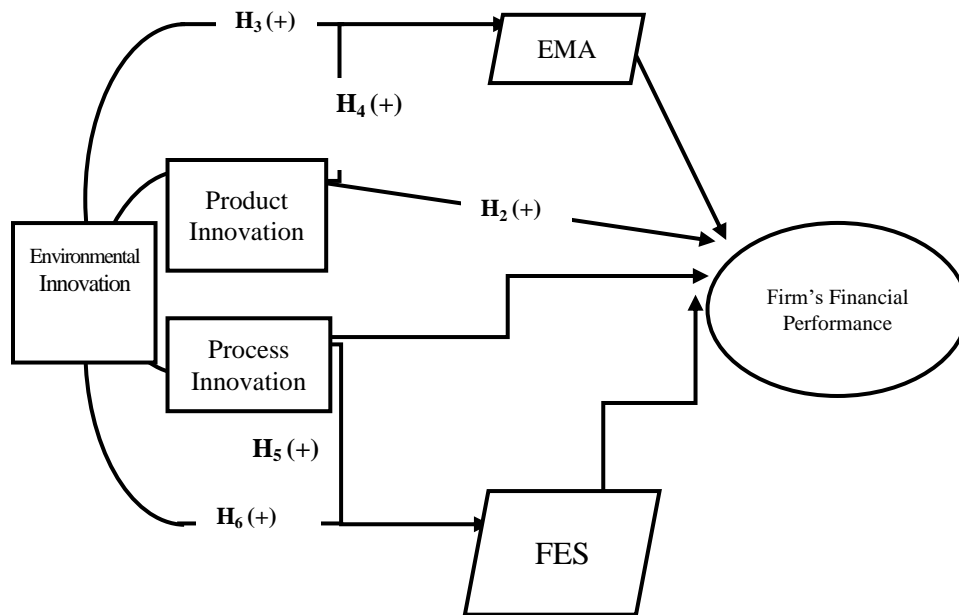 H3 (+)
EMA
H4 (+)
Product
Innovation
H2 (+)
Environmental
Innovation
Firm’s Financial
Performance
Process
Innovation
H5 (+)
H6 (+)
FES